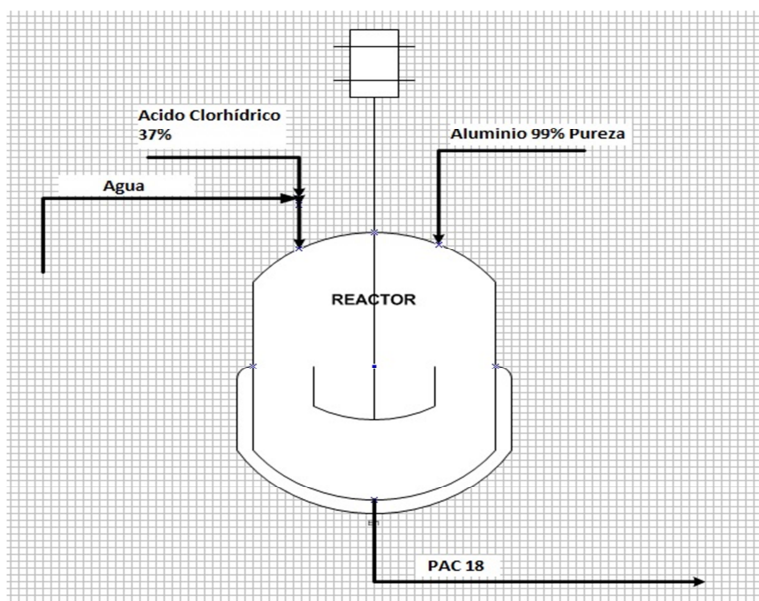 Acido Clorhídrico
37%
Aluminio 99% Pureza
Agua
REACTOR
PAC 18